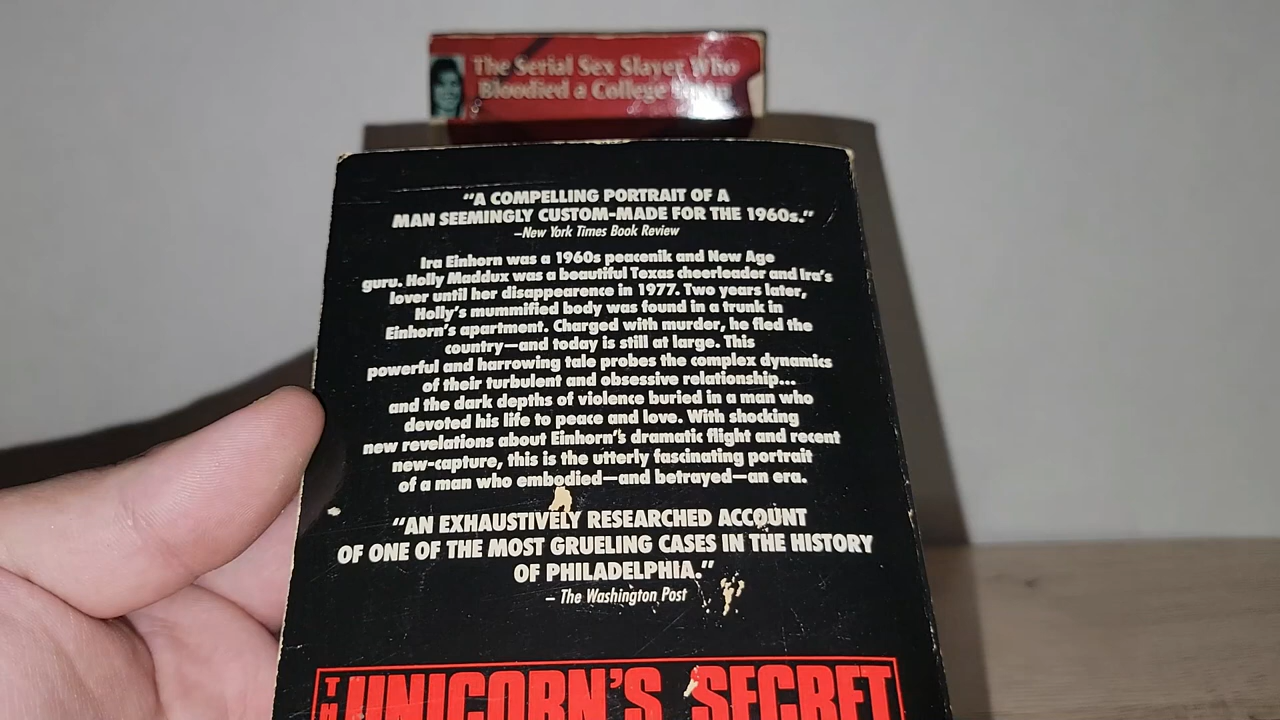 The Serial Sex Slayer Who
Bloodied a College Town
"A COMPELLING PORTRAIT OF A
MAN SEEMINGLY CUSTOM-MADE FOR THE 1960s."
–New York Times Book Review
Ira Einhorn was a 1960s peacenik and New Age
guru. Holly Maddux was a beautiful Texas cheerleader and Ira's
lover until her disappearence in 1977. Two years later,
Holly's mummified body was found in a trunk in
Einhorn's apartment. Charged with murder, he fled the
country—and today is still at large. This
powerful and harrowing tale probes the complex dynamics
of their turbulent and obsessive relationship...
and the dark depths of violence buried in a man who
devoted his life to peace and love. With shocking
new revelations about Einhorn's dramatic flight and recent
new-capture, this is the utterly fascinating portrait
of a man who embodied—and betrayed—an era.
"AN EXHAUSTIVELY RESEARCHED ACCOUNT
OF ONE OF THE MOST GRUELING CASES IN THE HISTORY
OF PHILADELPHIA."
– The Washington Post
TH UNICORN'S SECRET